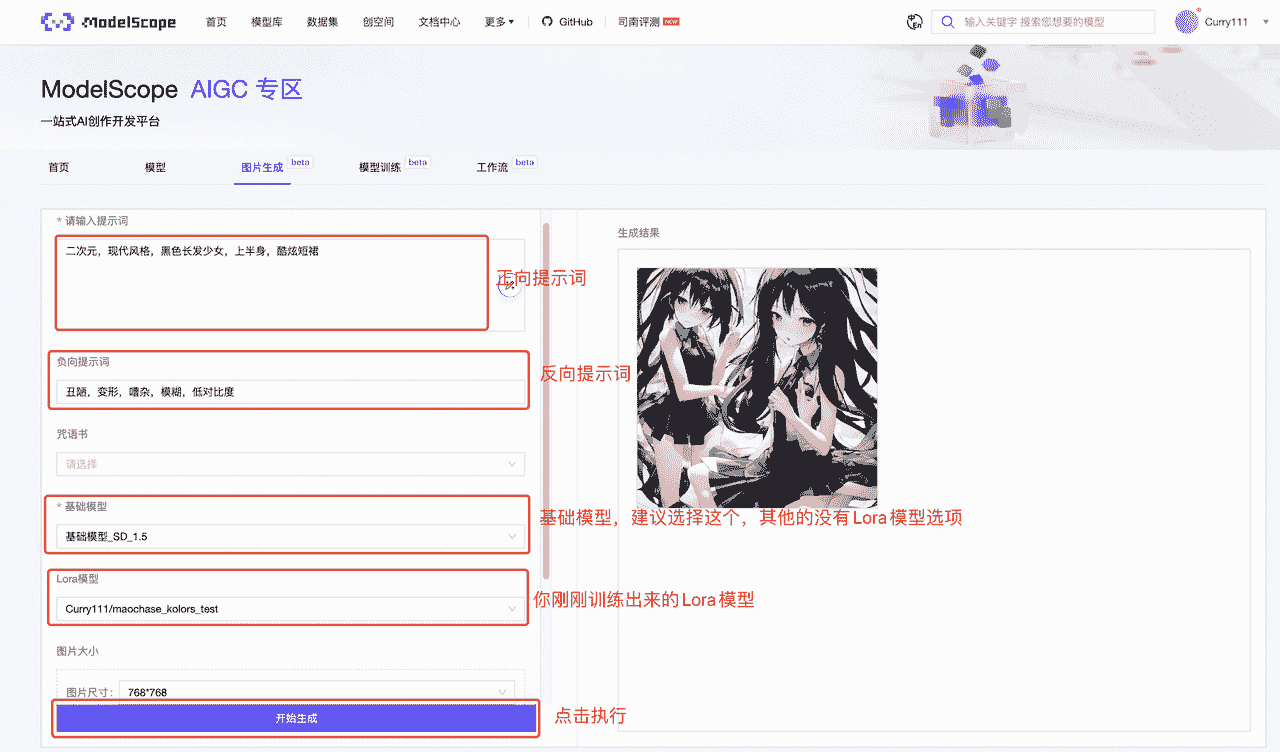 ModelScope 首页 模型库 数据集 创空间 文档中心 更多 GitHub 司南评测 NEW 中 En 输入关键字 搜索您想要的模型 Curry111
ModelScope AIGC 专区
一站式AI创作开发平台
首页 模型 图片生成 beta 模型训练 beta 工作流 beta
* 请输入提示词
生成结果
二次元，现代风格，黑色长发少女，上半身，酷炫短裙
正向提示词
负向提示词
反向提示词
丑陋，变形，嘈杂，模糊，低对比度
咒语书
请选择
* 基础模型
基础模型，建议选择这个，其他的没有Lora模型选项
基础模型_SD_1.5
Lora模型
你刚刚训练出来的Lora模型
Curry111/maochase_kolors_test
图片大小
图片尺寸： 768*768
开始生成
点击执行